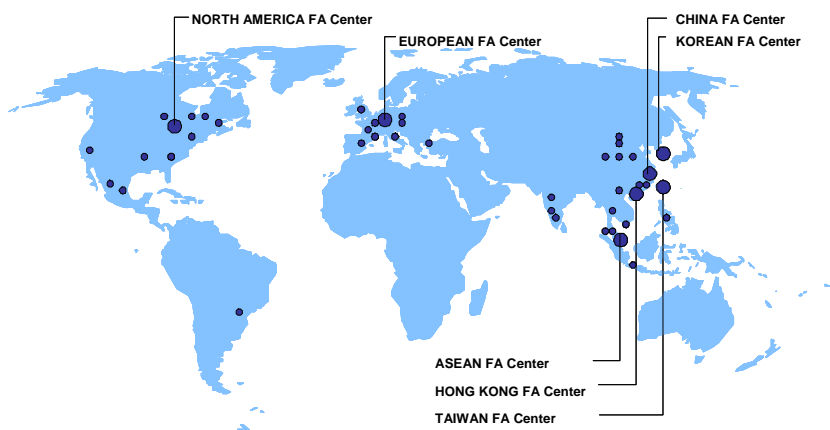 NORTH AMERICA FA Center
CHINA FA Center
EUROPEAN FA Center
KOREAN FA Center
ASEAN FA Center
HONG KONG FA Center
TAIWAN FA Center